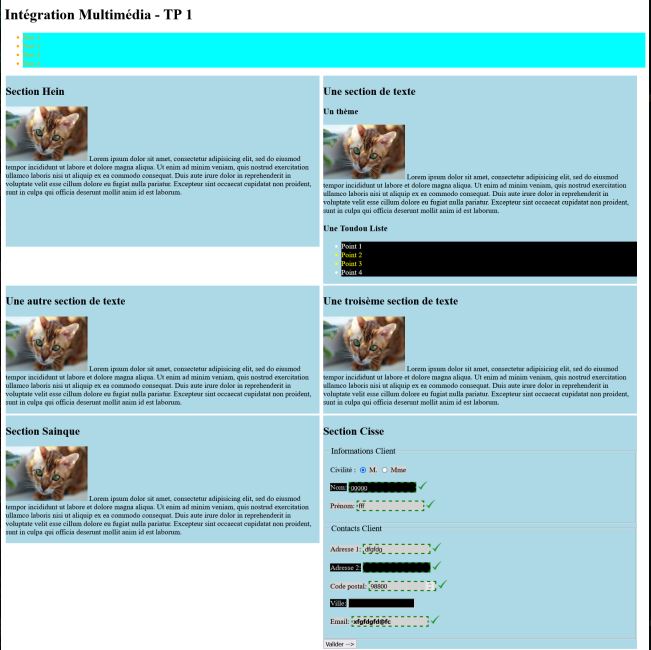 Intégration Multimédia - TP 1
Section Hein
Lorem ipsum dolor sit amet, consectetur adipisicing elit, sed do eiusmod
tempor incididunt ut labore et dolore magna aliqua. Ut enim ad minim veniam, quis nostrud exercitation
ullamco laboris nisi ut aliquip ex ea commodo consequat. Duis aute irure dolor in reprehenderit in
voluptate velit esse cillum dolore eu fugiat nulla pariatur. Excepteur sint occaecat cupidatat non proident,
sunt in culpa qui officia deserunt mollit anim id est laborum.
Une section de texte
Un thème
Lorem ipsum dolor sit amet, consectetur adipisicing elit, sed do eiusmod
tempor incididunt ut labore et dolore magna aliqua. Ut enim ad minim veniam, quis nostrud exercitation
ullamco laboris nisi ut aliquip ex ea commodo consequat. Duis aute irure dolor in reprehenderit in
voluptate velit esse cillum dolore eu fugiat nulla pariatur. Excepteur sint occaecat cupidatat non proident,
sunt in culpa qui officia deserunt mollit anim id est laborum.
Une Toudou Liste
Point 1
Point 2
Point 3
Point 4
Une autre section de texte
Lorem ipsum dolor sit amet, consectetur adipisicing elit, sed do eiusmod
tempor incididunt ut labore et dolore magna aliqua. Ut enim ad minim veniam, quis nostrud exercitation
ullamco laboris nisi ut aliquip ex ea commodo consequat. Duis aute irure dolor in reprehenderit in
voluptate velit esse cillum dolore eu fugiat nulla pariatur. Excepteur sint occaecat cupidatat non proident,
sunt in culpa qui officia deserunt mollit anim id est laborum.
Une troisème section de texte
Lorem ipsum dolor sit amet, consectetur adipisicing elit, sed do eiusmod
tempor incididunt ut labore et dolore magna aliqua. Ut enim ad minim veniam, quis nostrud exercitation
ullamco laboris nisi ut aliquip ex ea commodo consequat. Duis aute irure dolor in reprehenderit in
voluptate velit esse cillum dolore eu fugiat nulla pariatur. Excepteur sint occaecat cupidatat non proident,
sunt in culpa qui officia deserunt mollit anim id est laborum.
Section Sainque
Lorem ipsum dolor sit amet, consectetur adipisicing elit, sed do eiusmod
tempor incididunt ut labore et dolore magna aliqua. Ut enim ad minim veniam, quis nostrud exercitation
ullamco laboris nisi ut aliquip ex ea commodo consequat. Duis aute irure dolor in reprehenderit in
voluptate velit esse cillum dolore eu fugiat nulla pariatur. Excepteur sint occaecat cupidatat non proident,
sunt in culpa qui officia deserunt mollit anim id est laborum.
Section Cisse
Informations Client
Civilité : M. Mme
Nom: ggggg
Prénom: fff
Contacts Client
Adresse 1: dfgfdg
Adresse 2:
Code postal: 98800
Ville:
Email: xfgfdgfd@fc
Valider -->